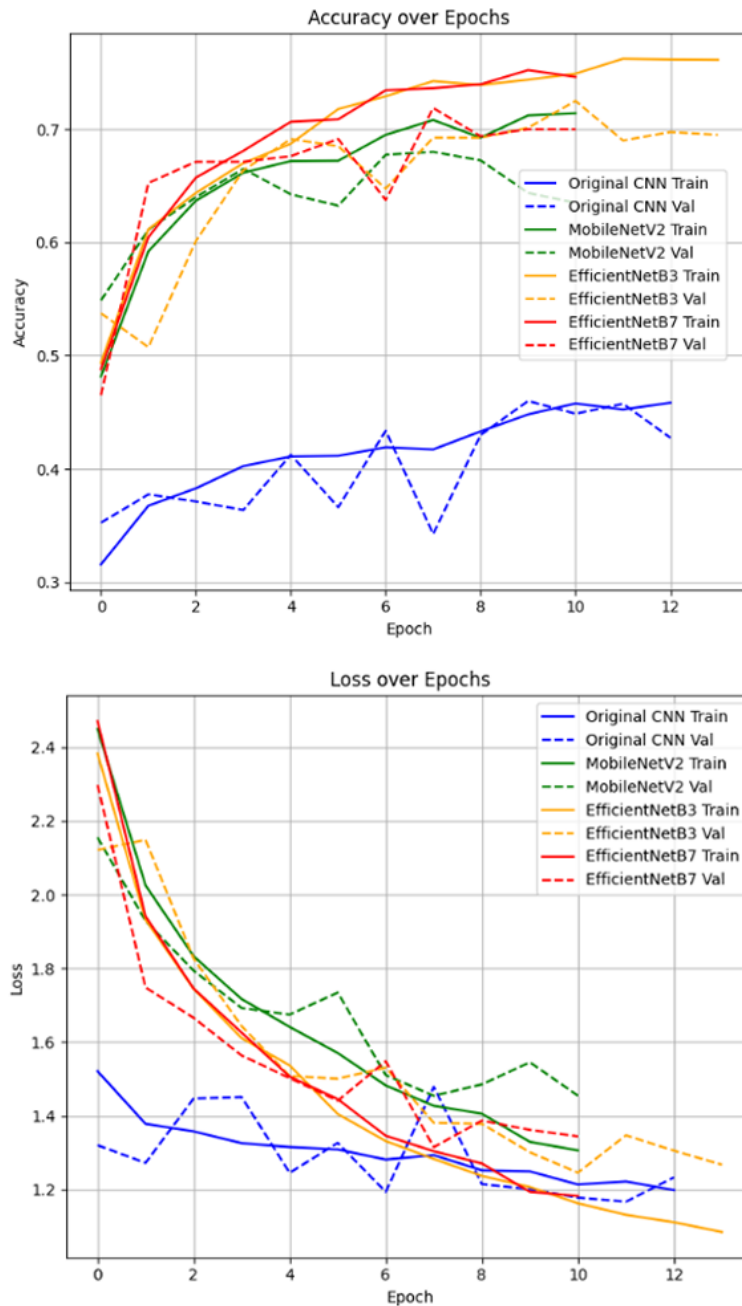 Accuracy over Epochs
0.7
0.6
0.5
0.4
0.3
Accuracy
Original CNN Train
Original CNN Val
MobileNetV2 Train
MobileNetV2 Val
EfficientNetB3 Train
EfficientNetB3 Val
EfficientNetB7 Train
EfficientNetB7 Val
0 2 4 6 8 10 12
Epoch
Loss over Epochs
2.4
2.2
2.0
1.8
1.6
1.4
1.2
Loss
Original CNN Train
Original CNN Val
MobileNetV2 Train
MobileNetV2 Val
EfficientNetB3 Train
EfficientNetB3 Val
EfficientNetB7 Train
EfficientNetB7 Val
0 2 4 6 8 10 12
Epoch